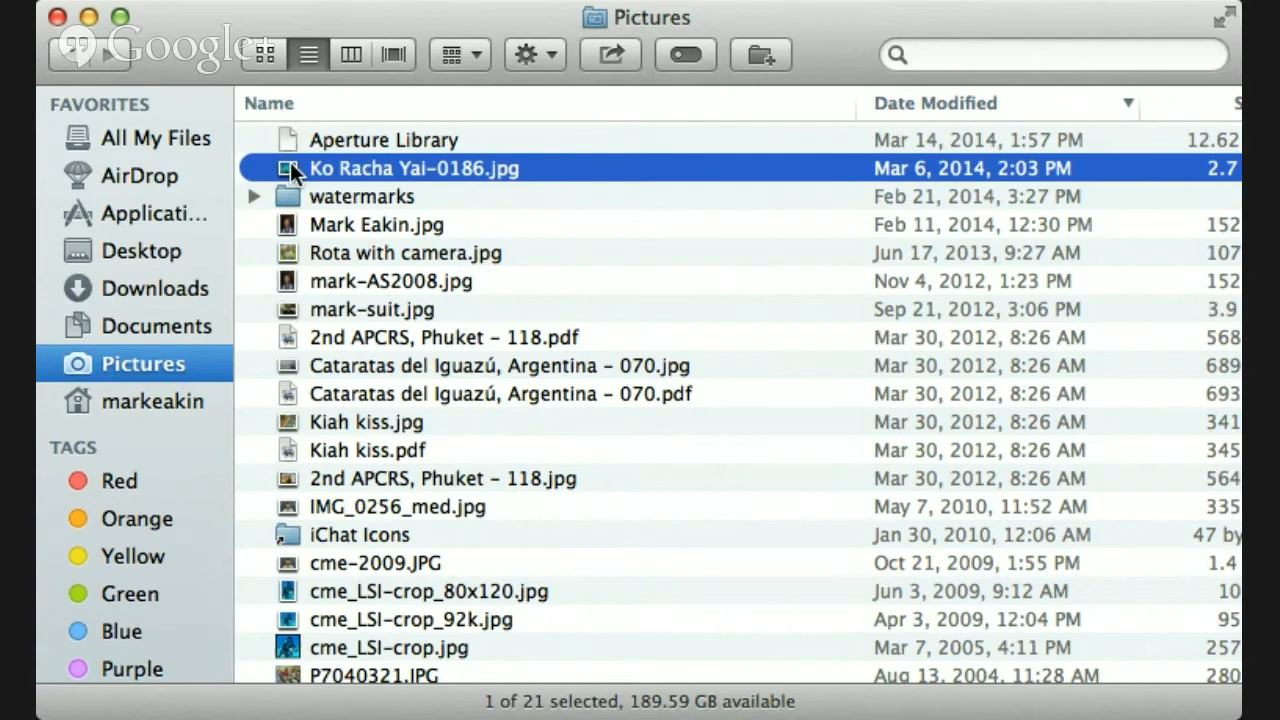 Pictures
Google+
FAVORITES
All My Files
AirDrop
Applicati...
Desktop
Downloads
Documents
Pictures
markeakin
TAGS
Red
Orange
Yellow
Green
Blue
Purple
Name Date Modified S
Aperture Library Mar 14, 2014, 1:57 PM 12.62
Ko Racha Yai-0186.jpg Mar 6, 2014, 2:03 PM 2.7
watermarks Feb 21, 2014, 3:27 PM
Mark Eakin.jpg Feb 11, 2014, 12:30 PM 152
Rota with camera.jpg Jun 17, 2013, 9:27 AM 107
mark-AS2008.jpg Nov 4, 2012, 1:23 PM 152
mark-suit.jpg Sep 21, 2012, 3:06 PM 3.9
2nd APCRS, Phuket - 118.pdf Mar 30, 2012, 8:26 AM 568
Cataratas del Iguazú, Argentina - 070.jpg Mar 30, 2012, 8:26 AM 689
Cataratas del Iguazú, Argentina - 070.pdf Mar 30, 2012, 8:26 AM 693
Kiah kiss.jpg Mar 30, 2012, 8:26 AM 341
Kiah kiss.pdf Mar 30, 2012, 8:26 AM 345
2nd APCRS, Phuket - 118.jpg Mar 30, 2012, 8:26 AM 564
IMG_0256_med.jpg May 7, 2010, 11:52 AM 335
iChat Icons Jan 30, 2010, 12:06 AM 47 by
cme-2009.JPG Oct 21, 2009, 1:55 PM 1.4
cme_LSI-crop_80x120.jpg Jun 3, 2009, 9:12 AM 10
cme_LSI-crop_92k.jpg Apr 3, 2009, 12:04 PM 95
cme_LSI-crop.jpg Mar 7, 2005, 4:11 PM 257
P7040321.JPG Aug 13, 2004, 11:28 AM 280
1 of 21 selected, 189.59 GB available